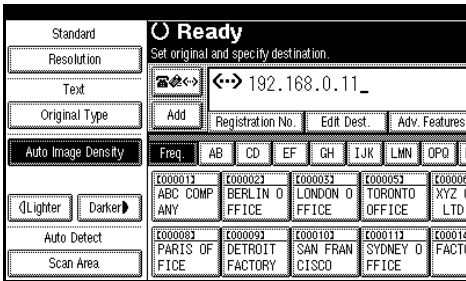 Standard
Resolution
Text
Original Type
Auto Image Density
Lighter Darker
Auto Detect
Scan Area
Ready
Set original and specify destination.
192.168.0.11_
Add Registration No. Edit Dest. Adv. Features
Freq. AB CD EF GH IJK LMN OPQ
[00001] [00002] [00003] [00005]
ABC COMP BERLIN O LONDON O TORONTO XYZ
ANY FFICE FFICE OFFICE LTD
[00008] [00009] [00010] [00011]
PARIS OF DETROIT SAN FRAN SYDNEY O FACT
FICE FACTORY CISCO FFICE